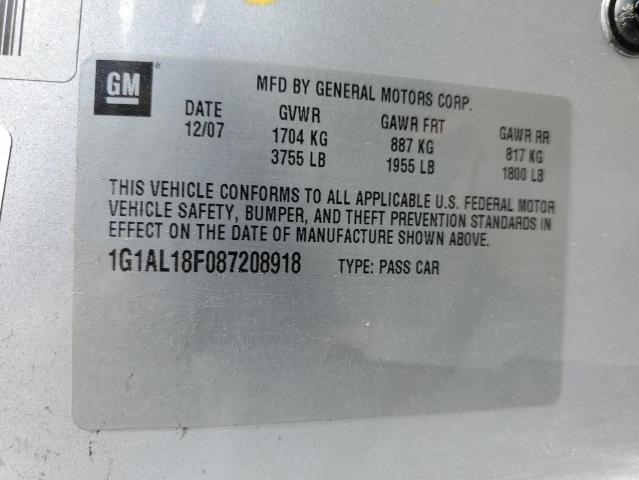 GM®
MFD BY GENERAL MOTORS CORP.
DATE GVWR GAWR FRT GAWR RR
12/07 1704 KG 887 KG 817 KG
3755 LB 1955 LB 1800 LB
THIS VEHICLE CONFORMS TO ALL APPLICABLE U.S. FEDERAL MOTOR
VEHICLE SAFETY, BUMPER, AND THEFT PREVENTION STANDARDS IN
EFFECT ON THE DATE OF MANUFACTURE SHOWN ABOVE.
1G1AL18F087208918 TYPE: PASS CAR